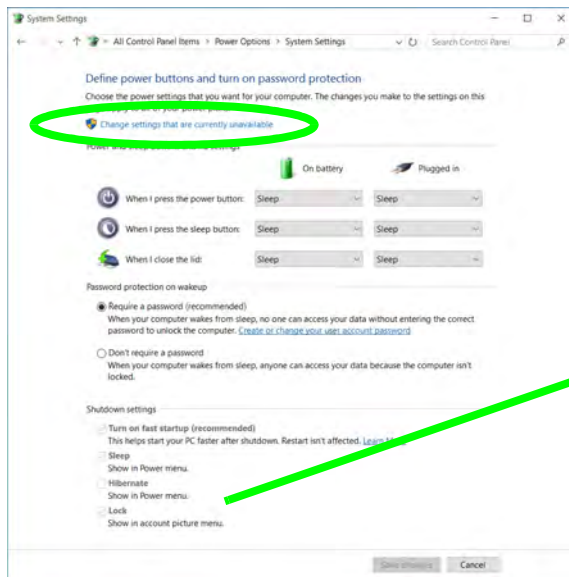 System Settings
All Control Panel Items > Power Options > System Settings
Search Control Panel
Define power buttons and turn on password protection
Choose the power settings that you want for your computer. The changes you make to the settings on this
Change settings that are currently unavailable
On battery Plugged in
When I press the power button: Sleep Sleep
When I press the sleep button: Sleep Sleep
When I close the lid: Sleep Sleep
Password protection on wakeup
Require a password (recommended)
When your computer wakes from sleep, no one can access your data without entering the correct
password to unlock the computer. Create or change your user account password
Don't require a password
When your computer wakes from sleep, anyone can access your data because the computer isn't
locked.
Shutdown settings
Turn on fast startup (recommended)
This helps start your PC faster after shutdown. Restart isn't affected.
Sleep
Show in Power menu.
Hibernate
Show in Power menu.
Lock
Show in account picture menu.
Save changes Cancel